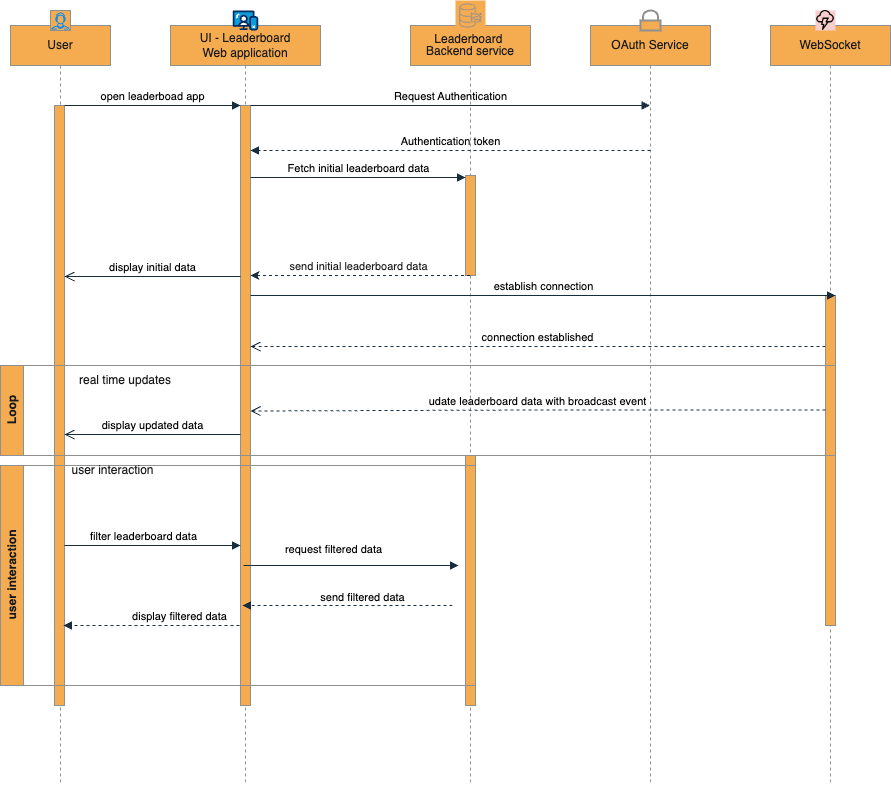 User
UI - Leaderboard
Web application
Leaderboard
Backend service
OAuth Service
WebSocket
open leaderboad app
Request Authentication
Authentication token
Fetch initial leaderboard data
display initial data
send initial leaderboard data
establish connection
connection established
Loop
real time updates
udate leaderboard data with broadcast event
display updated data
user interaction
user interaction
filter leaderboard data
request filtered data
send filtered data
display filtered data